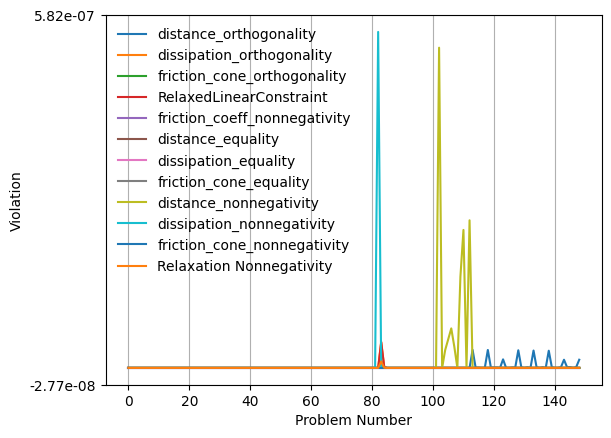 5.82e-07
distance_orthogonality
dissipation_orthogonality
friction_cone_orthogonality
RelaxedLinearConstraint
friction_coeff_nonnegativity
distance_equality
dissipation_equality
friction_cone_equality
distance_nonnegativity
dissipation_nonnegativity
friction_cone_nonnegativity
Relaxation Nonnegativity
Violation
-2.77e-08
0 20 40 60 80 100 120 140
Problem Number